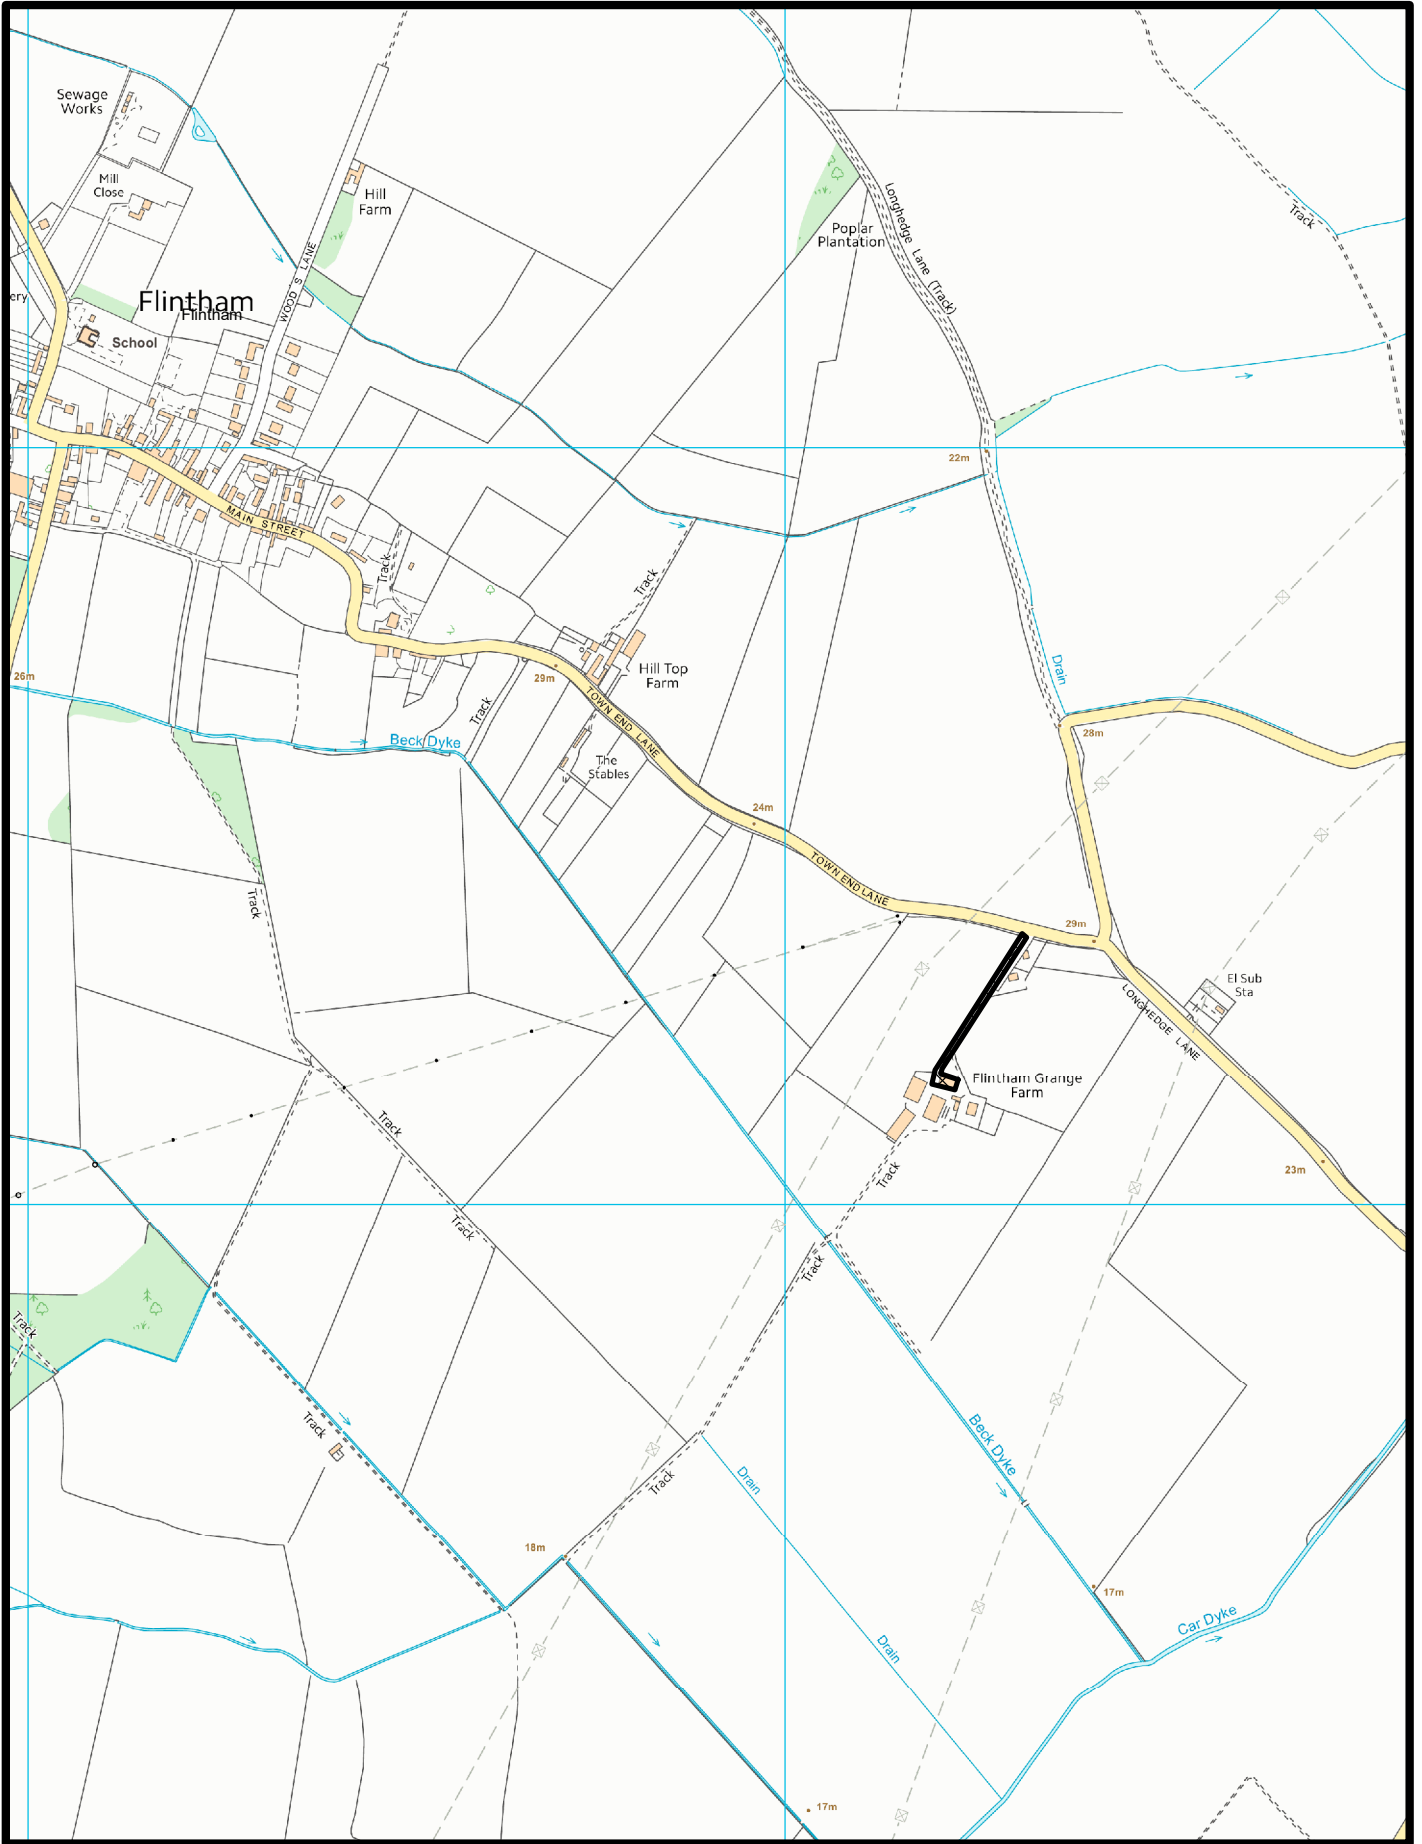 Sewage
Works
Mill
Close
Hill
Farm
WOOD'S LANE
Poplar
Plantation
Longhedge Lane (Track)
Track
ery
Flintham
Flintham
School
22m
MAIN STREET
Track
Track
Drain
26m
29m
Hill Top
Farm
Track
TOWN END LANE
Beck Dyke
The
Stables
28m
24m
TOWN END LANE
Track
29m
El Sub
Sta
LONGHEDGE LANE
Flintham Grange
Farm
Track
Track
23m
Track
Track
Track
Track
Beck Dyke
Track
Drain
18m
17m
Car Dyke
Drain
17m